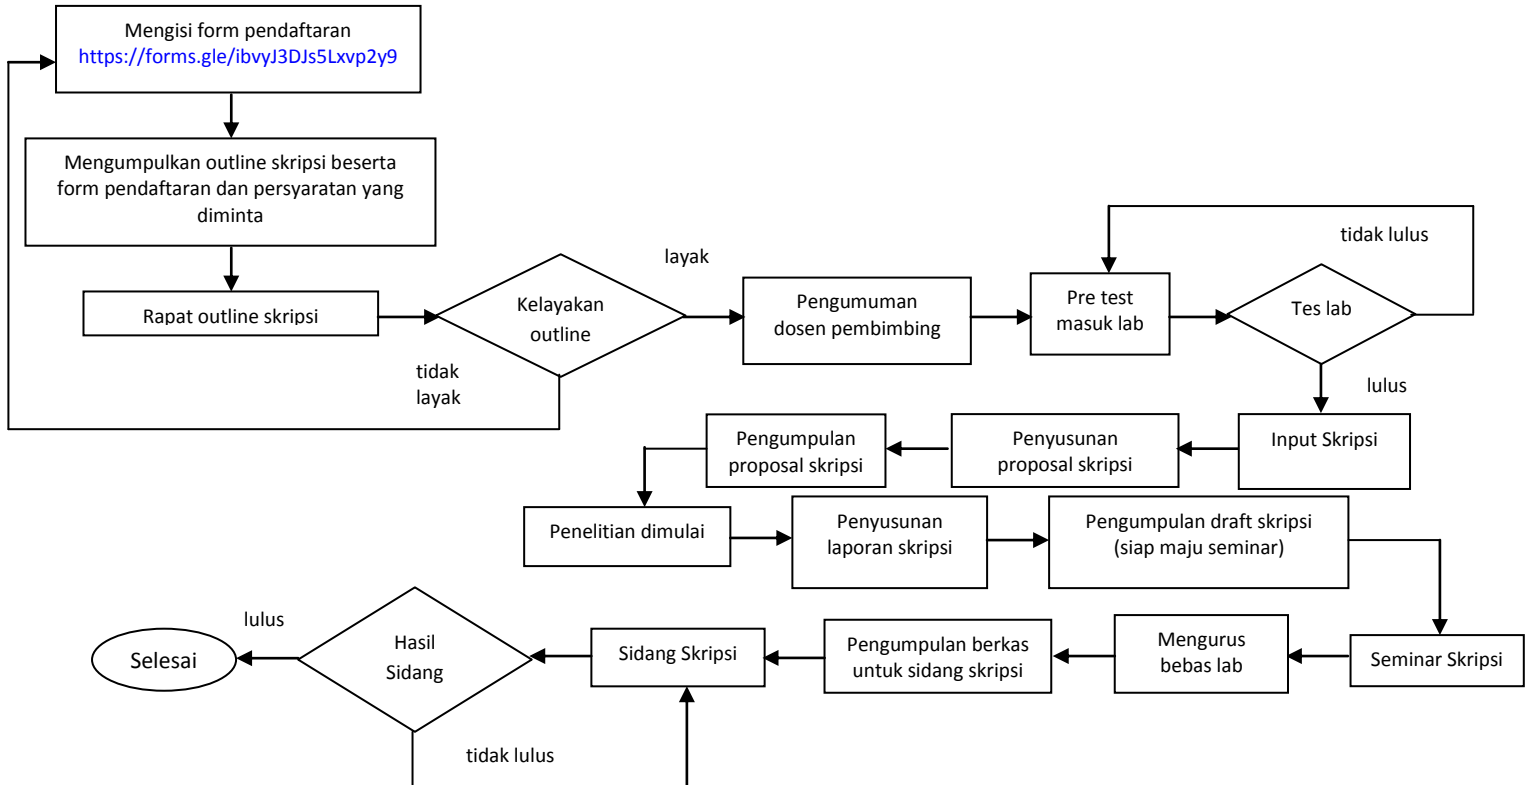 Mengisi form pendaftaran
https://forms.gle/ibvyJ3DJs5Lxvp2y9
Mengumpulkan outline skripsi beserta
form pendaftaran dan persyaratan yang
diminta
Rapat outline skripsi
Kelayakan
outline
layak
tidak
layak
Pengumuman
dosen pembimbing
Pre test
masuk lab
Tes lab
tidak lulus
lulus
Input Skripsi
Penyusunan
proposal skripsi
Pengumpulan
proposal skripsi
Penelitian dimulai
Penyusunan
laporan skripsi
Pengumpulan draft skripsi
(siap maju seminar)
Seminar Skripsi
Mengurus
bebas lab
Pengumpulan berkas
untuk sidang skripsi
Sidang Skripsi
Hasil
Sidang
lulus
Selesai
tidak lulus